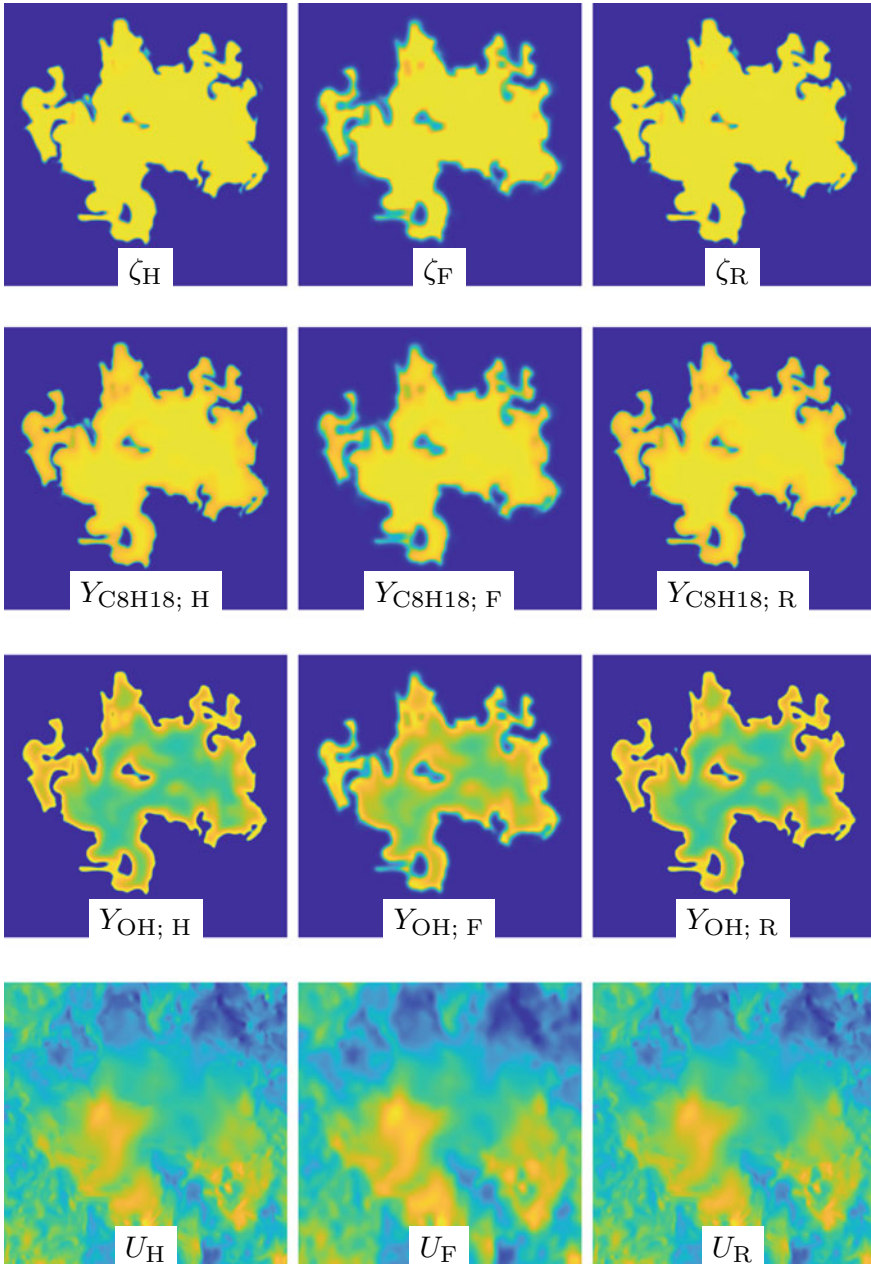 ζH
ζF
ζR
YC8H18; H
YC8H18; F
YC8H18; R
YOH; H
YOH; F
YOH; R
UH
UF
UR